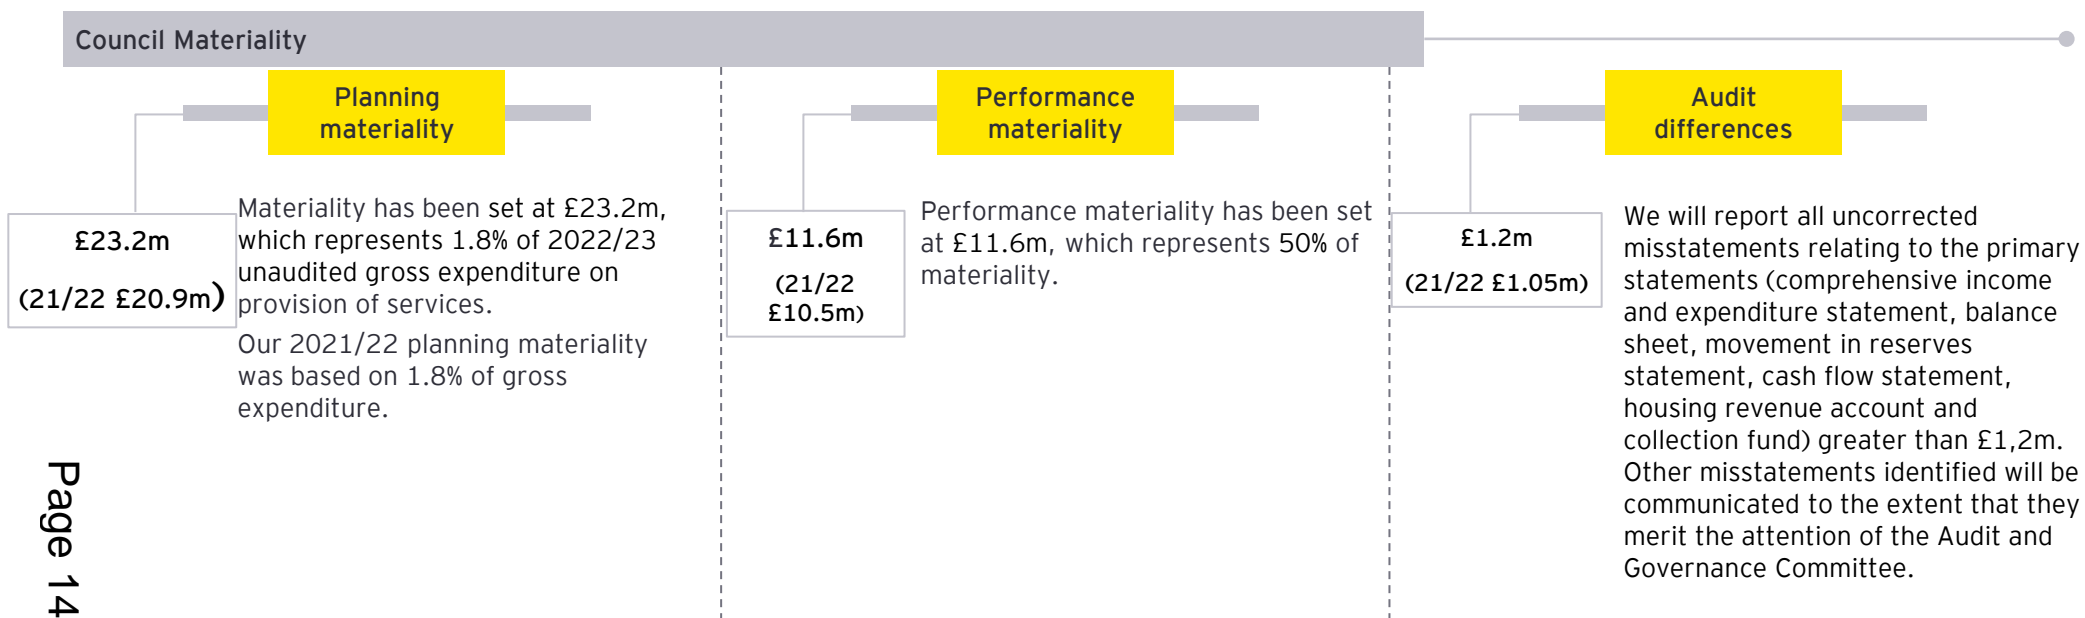 Council Materiality
Planning
materiality
£23.2m
(21/22 £20.9m)
Materiality has been set at £23.2m,
which represents 1.8% of 2022/23
unaudited gross expenditure on
provision of services.
Our 2021/22 planning materiality
was based on 1.8% of gross
expenditure.
Performance
materiality
£11.6m
(21/22
£10.5m)
Performance materiality has been set
at £11.6m, which represents 50% of
materiality.
Audit
differences
£1.2m
(21/22 £1.05m)
We will report all uncorrected
misstatements relating to the primary
statements (comprehensive income
and expenditure statement, balance
sheet, movement in reserves
statement, cash flow statement,
housing revenue account and
collection fund) greater than £1,2m.
Other misstatements identified will be
communicated to the extent that they
merit the attention of the Audit and
Governance Committee.
Page 14